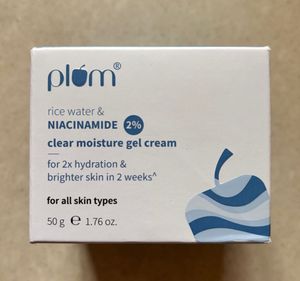 plum®
rice water &
NIACINAMIDE 2%
clear moisture gel cream
for 2x hydration &
brighter skin in 2 weeks^
for all skin types
50 g ℮ 1.76 oz.